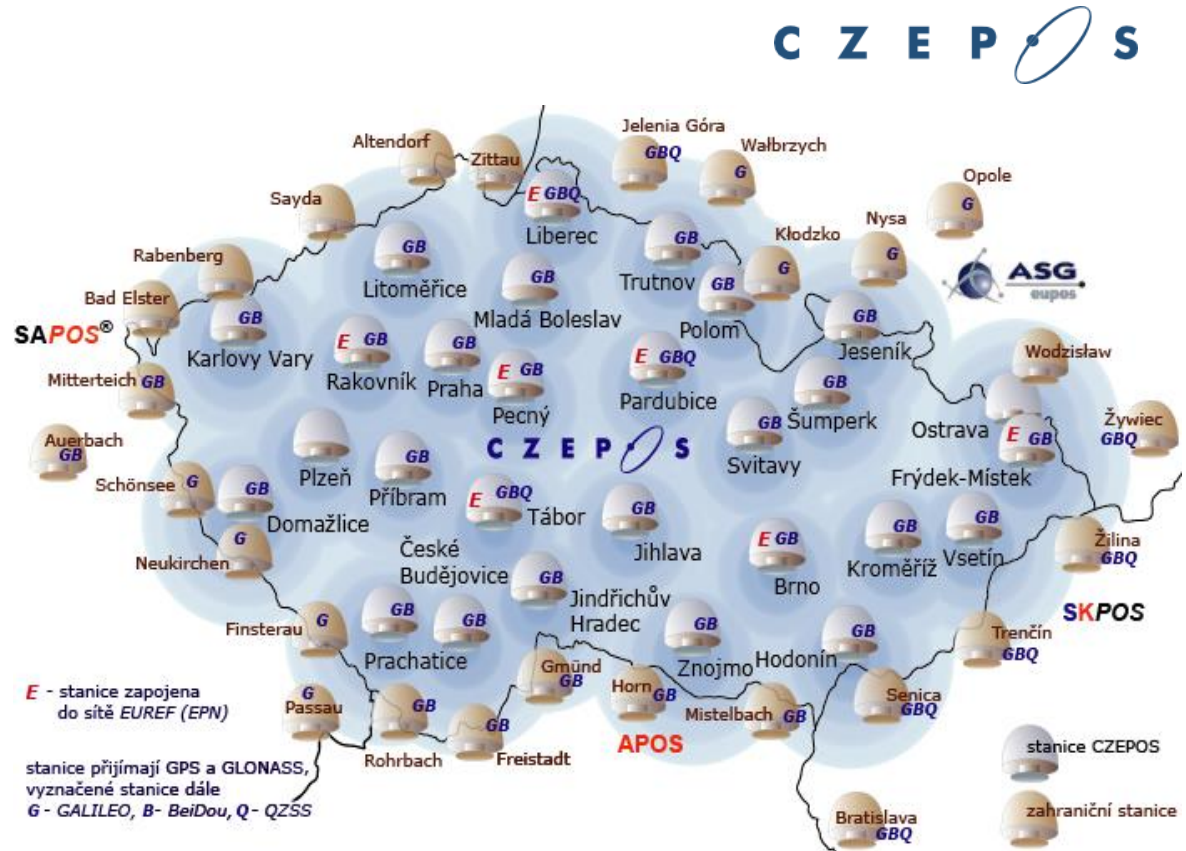 CZEPOS
Jelenia Góra
GBQ
Altendorf
Zittau
Wałbrzych
G
Opole
G
Sayda
E GBQ
Liberec
Nysa
G
Kłodzko
G
GB
Trutnov
GB
Litoměřice
Rabenberg
GB
Mladá Boleslav
GB
Polom
ASG
eupos
Bad Elster
SAPOS®
GB
Karlovy Vary
E GB
Rakovník
GB
Praha
E GB
Pecný
E GBQ
Pardubice
GB
Jeseník
Wodzisław
Mitterteich
GB
GB
Šumperk
Ostrava
Żywiec
GBQ
Auerbach
GB
Plzeň
CZEPOS
GB
Svitavy
E GB
Frýdek-Místek
Schönsee
G
GB
Domažlice
GB
Příbram
E GBQ
Tábor
GB
Jihlava
GB
Kroměříž
GB
Vsetín
Žilina
GBQ
G
Neukirchen
České
Budějovice
E GB
Brno
GB
Jindřichův
Hradec
SKPOS
Finsterau
G
GB
GB
Prachatice
GB
Znojmo
Hodonín
GB
Trenčín
GBQ
Gmünd
GB
Horn
GB
Mistelbach
GB
Senica
GBQ
E - stanice zapojena
do sítě EUREF (EPN)
G
Passau
GB
Rohrbach
GB
Freistadt
APOS
stanice CZEPOS
stanice přijímají GPS a GLONASS,
vyznačené stanice dále
G - GALILEO, B- BeiDou, Q - QZSS
Bratislava
GBQ
zahraniční stanice